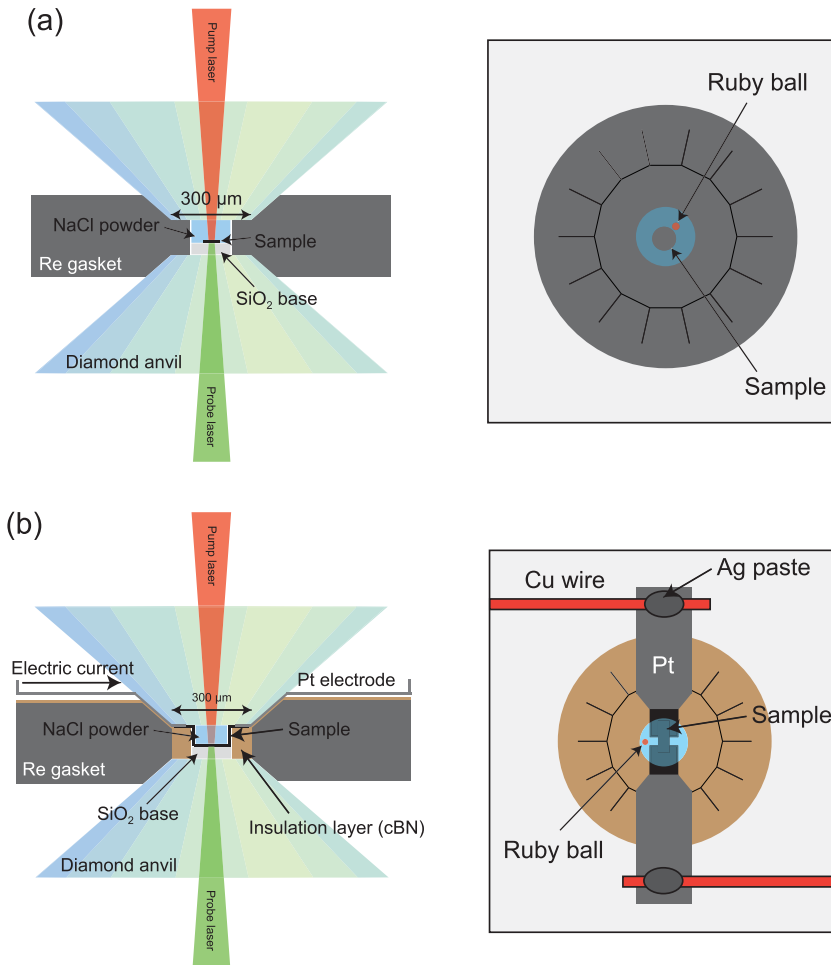 (a)
Pump laser
300 µm
NaCl powder
Sample
Re gasket
SiO₂ base
Diamond anvil
Probe laser
Ruby ball
Sample
(b)
Pump laser
Electric current
Pt electrode
300 µm
NaCl powder
Sample
Re gasket
SiO₂ base
Insulation layer (cBN)
Diamond anvil
Probe laser
Ag paste
Cu wire
Pt
Sample
Ruby ball